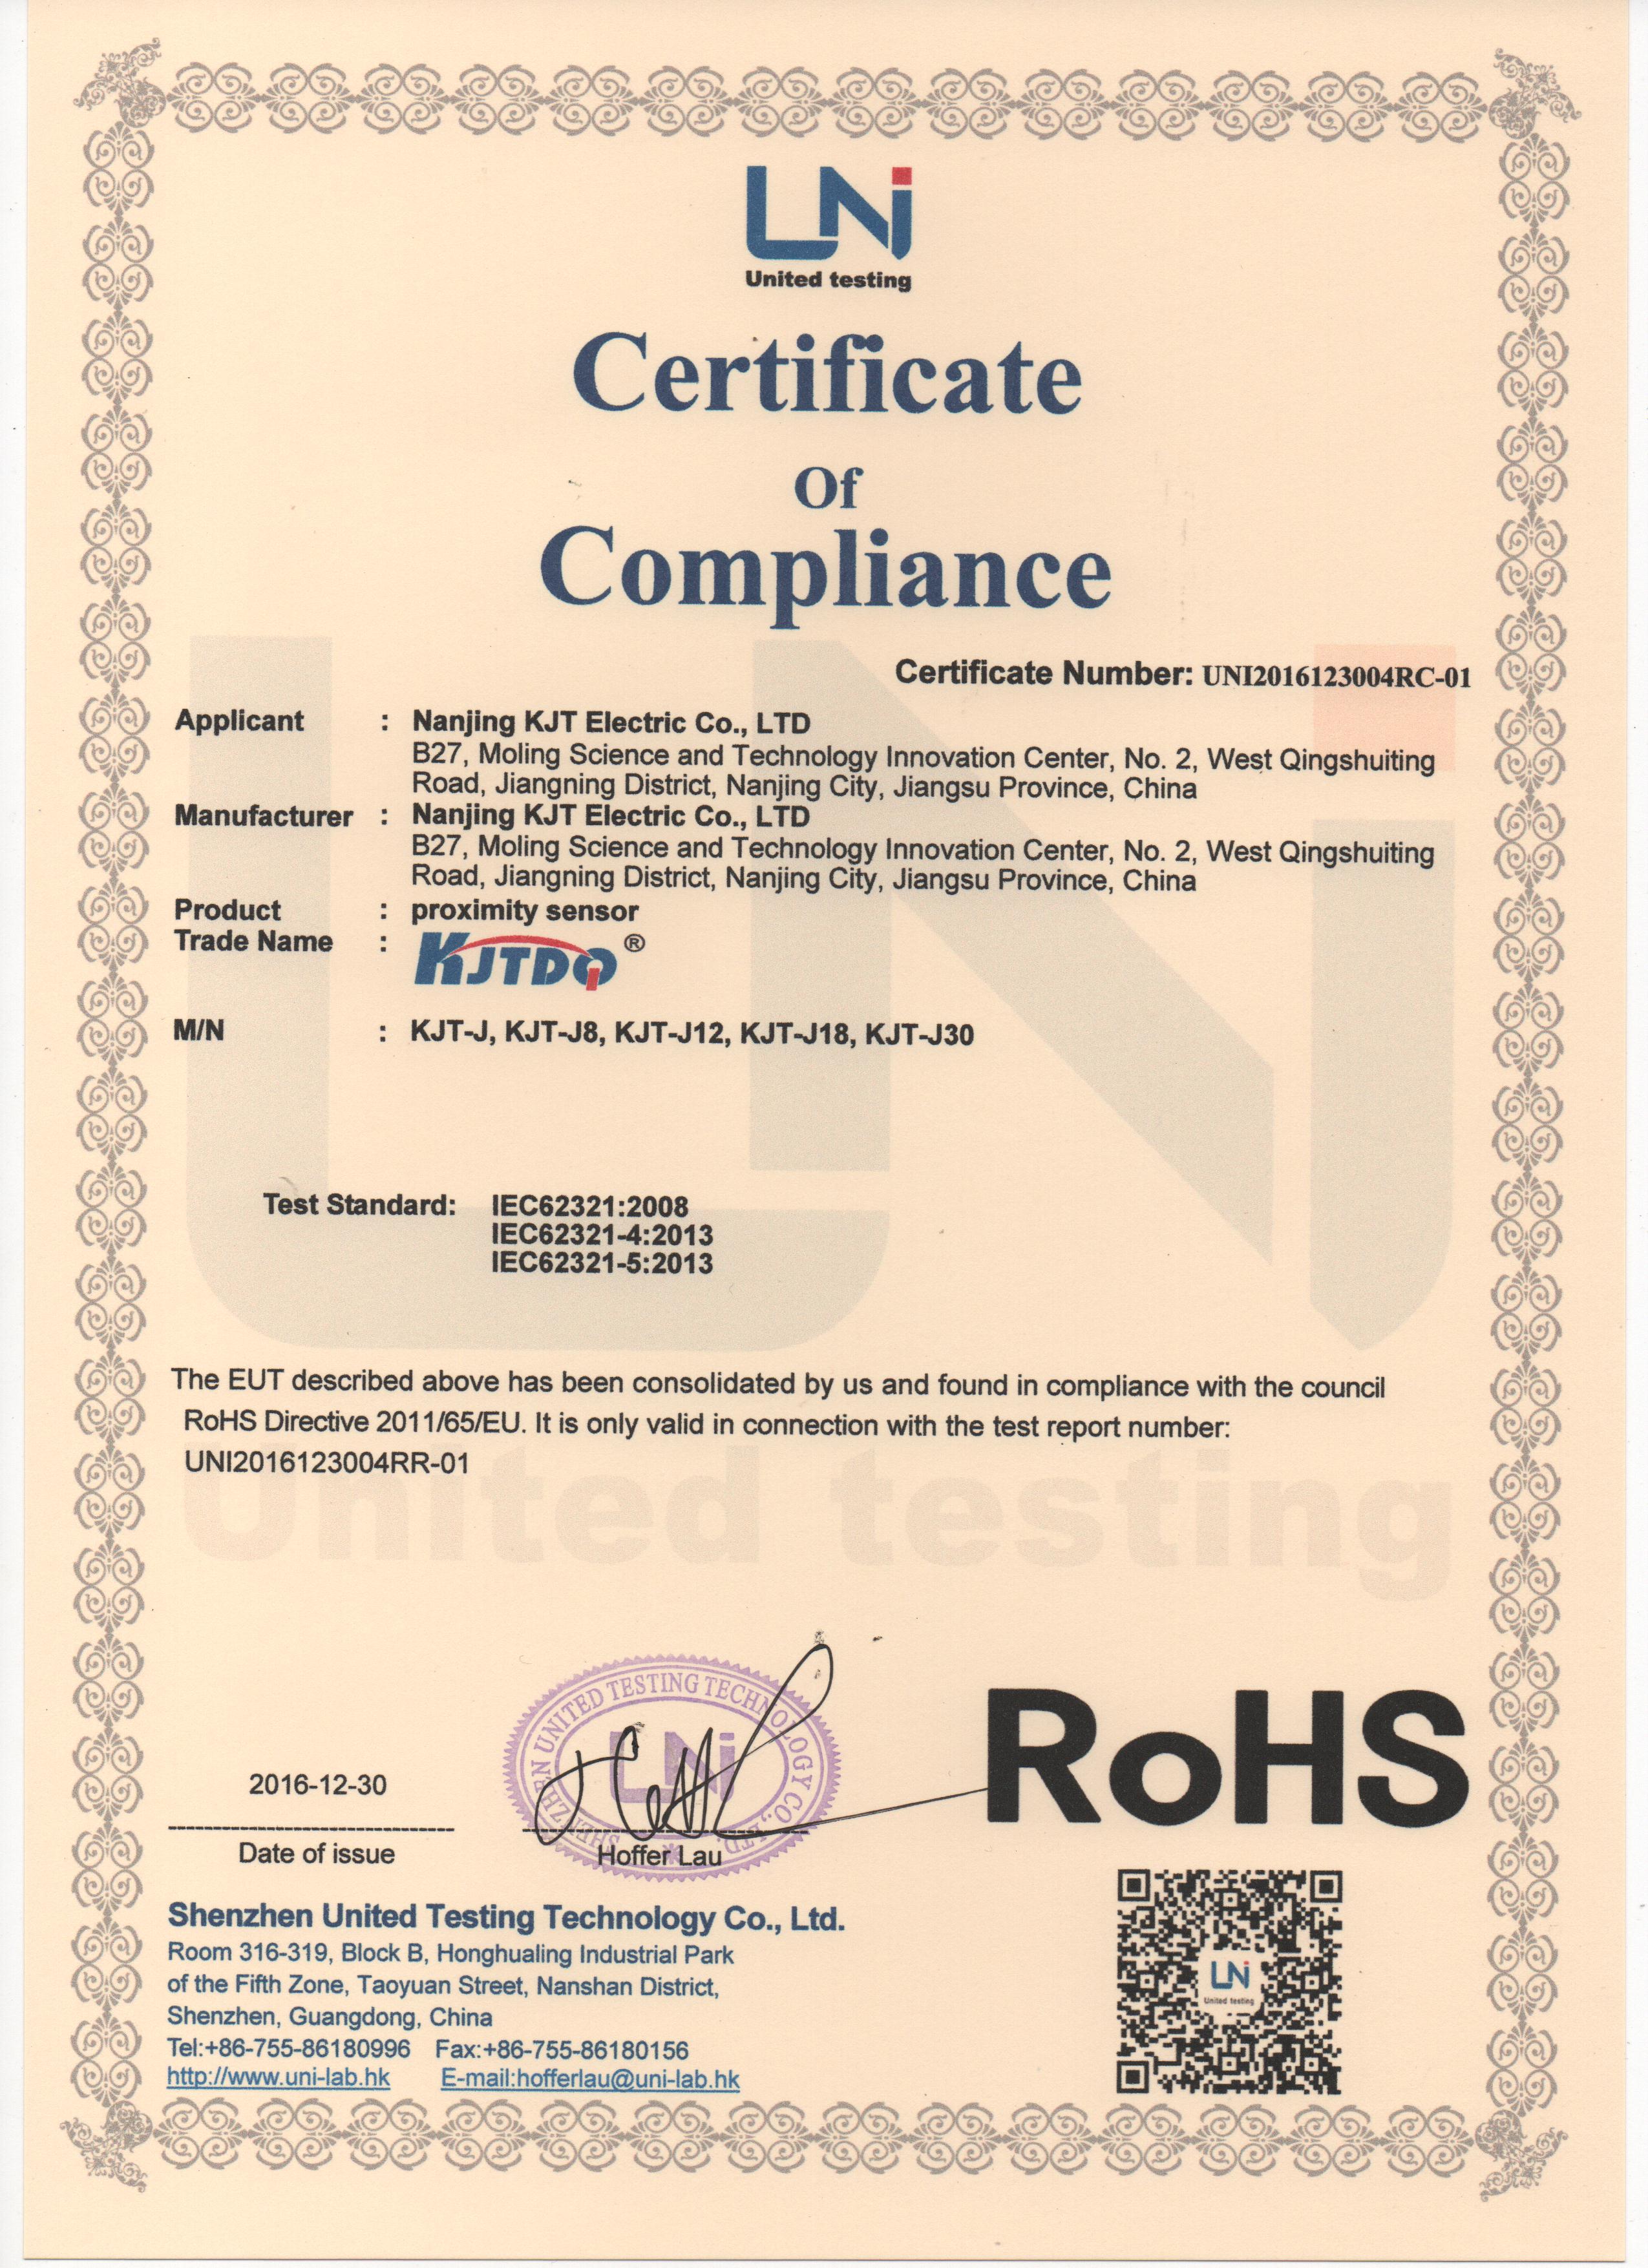 UNi
United testing
Certificate
Of
Compliance
Certificate Number: UNI2016123004RC-01
Applicant : Nanjing KJT Electric Co., LTD
B27, Moling Science and Technology Innovation Center, No. 2, West Qingshuiting
Road, Jiangning District, Nanjing City, Jiangsu Province, China
Manufacturer : Nanjing KJT Electric Co., LTD
B27, Moling Science and Technology Innovation Center, No. 2, West Qingshuiting
Road, Jiangning District, Nanjing City, Jiangsu Province, China
Product : proximity sensor
Trade Name : KJTDQ ®
M/N : KJT-J, KJT-J8, KJT-J12, KJT-J18, KJT-J30
Test Standard: IEC62321:2008
IEC62321-4:2013
IEC62321-5:2013
The EUT described above has been consolidated by us and found in compliance with the council
RoHS Directive 2011/65/EU. It is only valid in connection with the test report number:
UNI2016123004RR-01
United testing
SHENZHEN UNITED TESTING TECHNOLOGY CO., LTD.
UNi
RoHS
2016-12-30
Date of issue
Hoffer Lau
Shenzhen United Testing Technology Co., Ltd.
Room 316-319, Block B, Honghualing Industrial Park
of the Fifth Zone, Taoyuan Street, Nanshan District,
Shenzhen, Guangdong, China
Tel:+86-755-86180996 Fax:+86-755-86180156
http://www.uni-lab.hk E-mail:hofferlau@uni-lab.hk
UNi
United testing